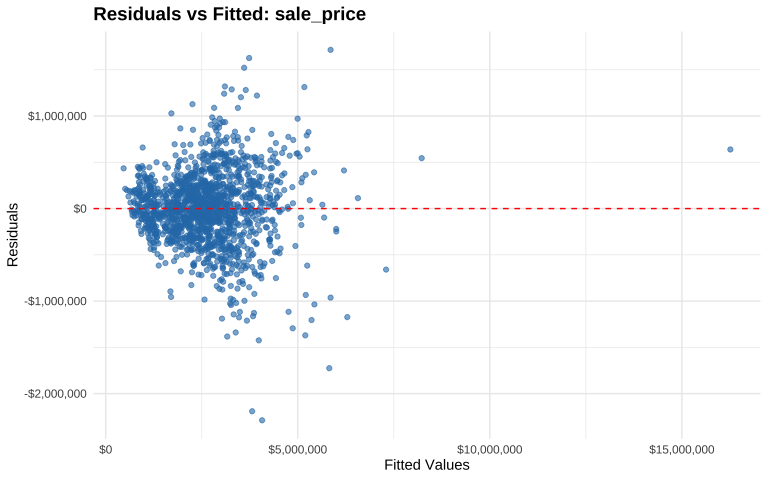 Residuals vs Fitted: sale_price
Residuals
$1,000,000
$0
-$1,000,000
-$2,000,000
$0 $5,000,000 $10,000,000 $15,000,000
Fitted Values